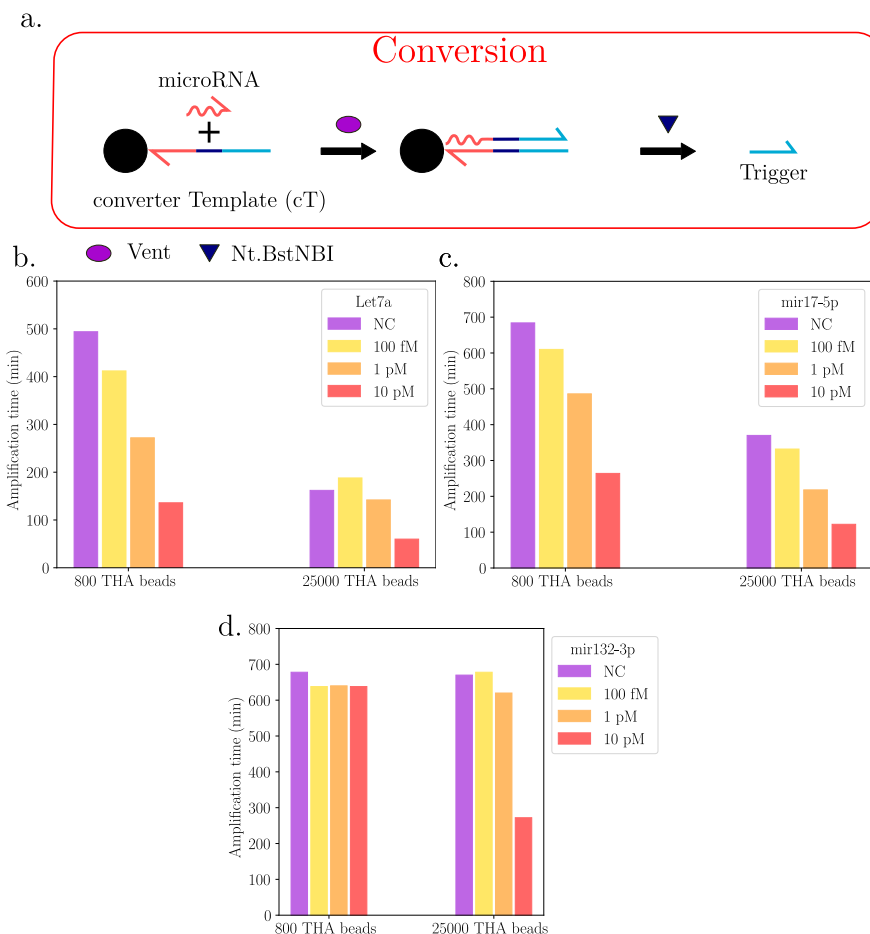 a.
Conversion
microRNA
+
converter Template (cT)
Trigger
Vent
Nt.BstNBI
b.
Amplification time (min)
600
500
400
300
200
100
0
800 THA beads
25000 THA beads
Let7a
NC
100 fM
1 pM
10 pM
c.
Amplification time (min)
800
700
600
500
400
300
200
100
0
800 THA beads
25000 THA beads
mir17-5p
NC
100 fM
1 pM
10 pM
d.
Amplification time (min)
800
700
600
500
400
300
200
100
0
800 THA beads
25000 THA beads
mir132-3p
NC
100 fM
1 pM
10 pM